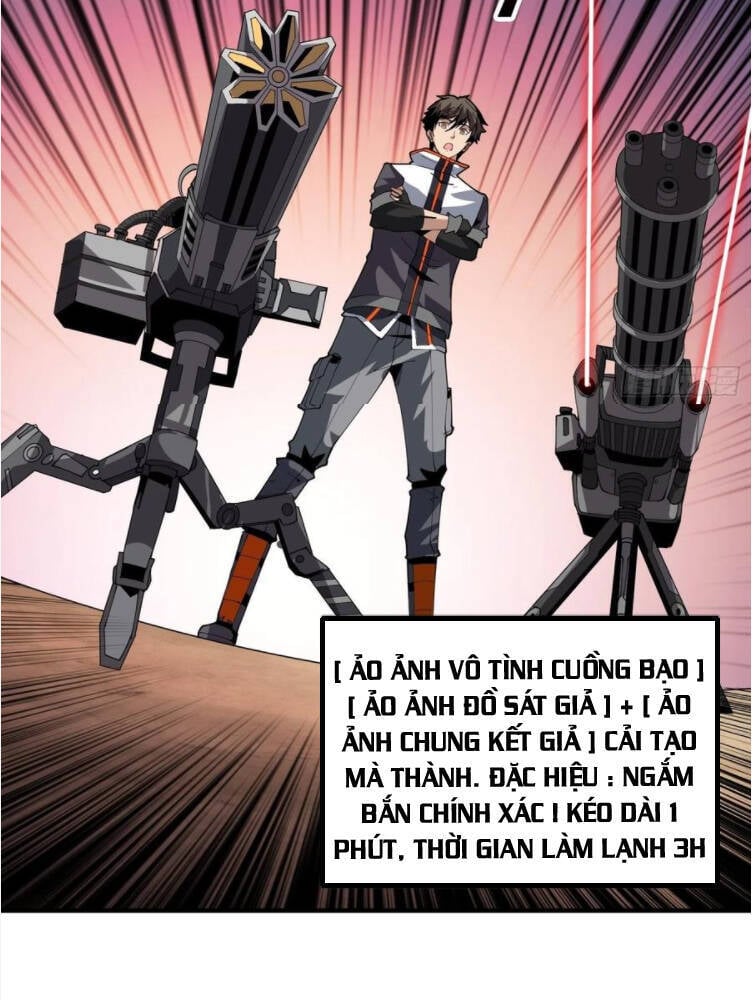 [ ẢO ẢNH VÔ TÌNH CUỒNG BẠO ]
[ ẢO ẢNH ĐỒ SÁT GIẢ ] + [ ẢO
ẢNH CHUNG KẾT GIẢ ] CẢI TẠO
MÀ THÀNH. ĐẶC HIỆU : NGẮM
BẮN CHÍNH XÁC ! KÉO DÀI 1
PHÚT, THỜI GIAN LÀM LẠNH 3H